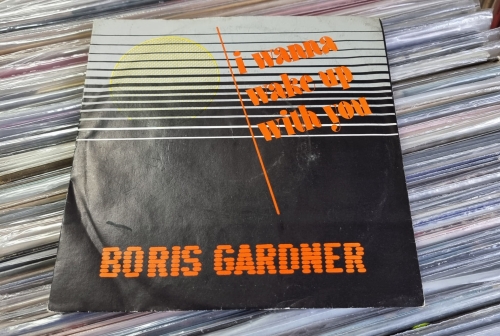 i wanna
wake up
with you
BORIS GARDNER